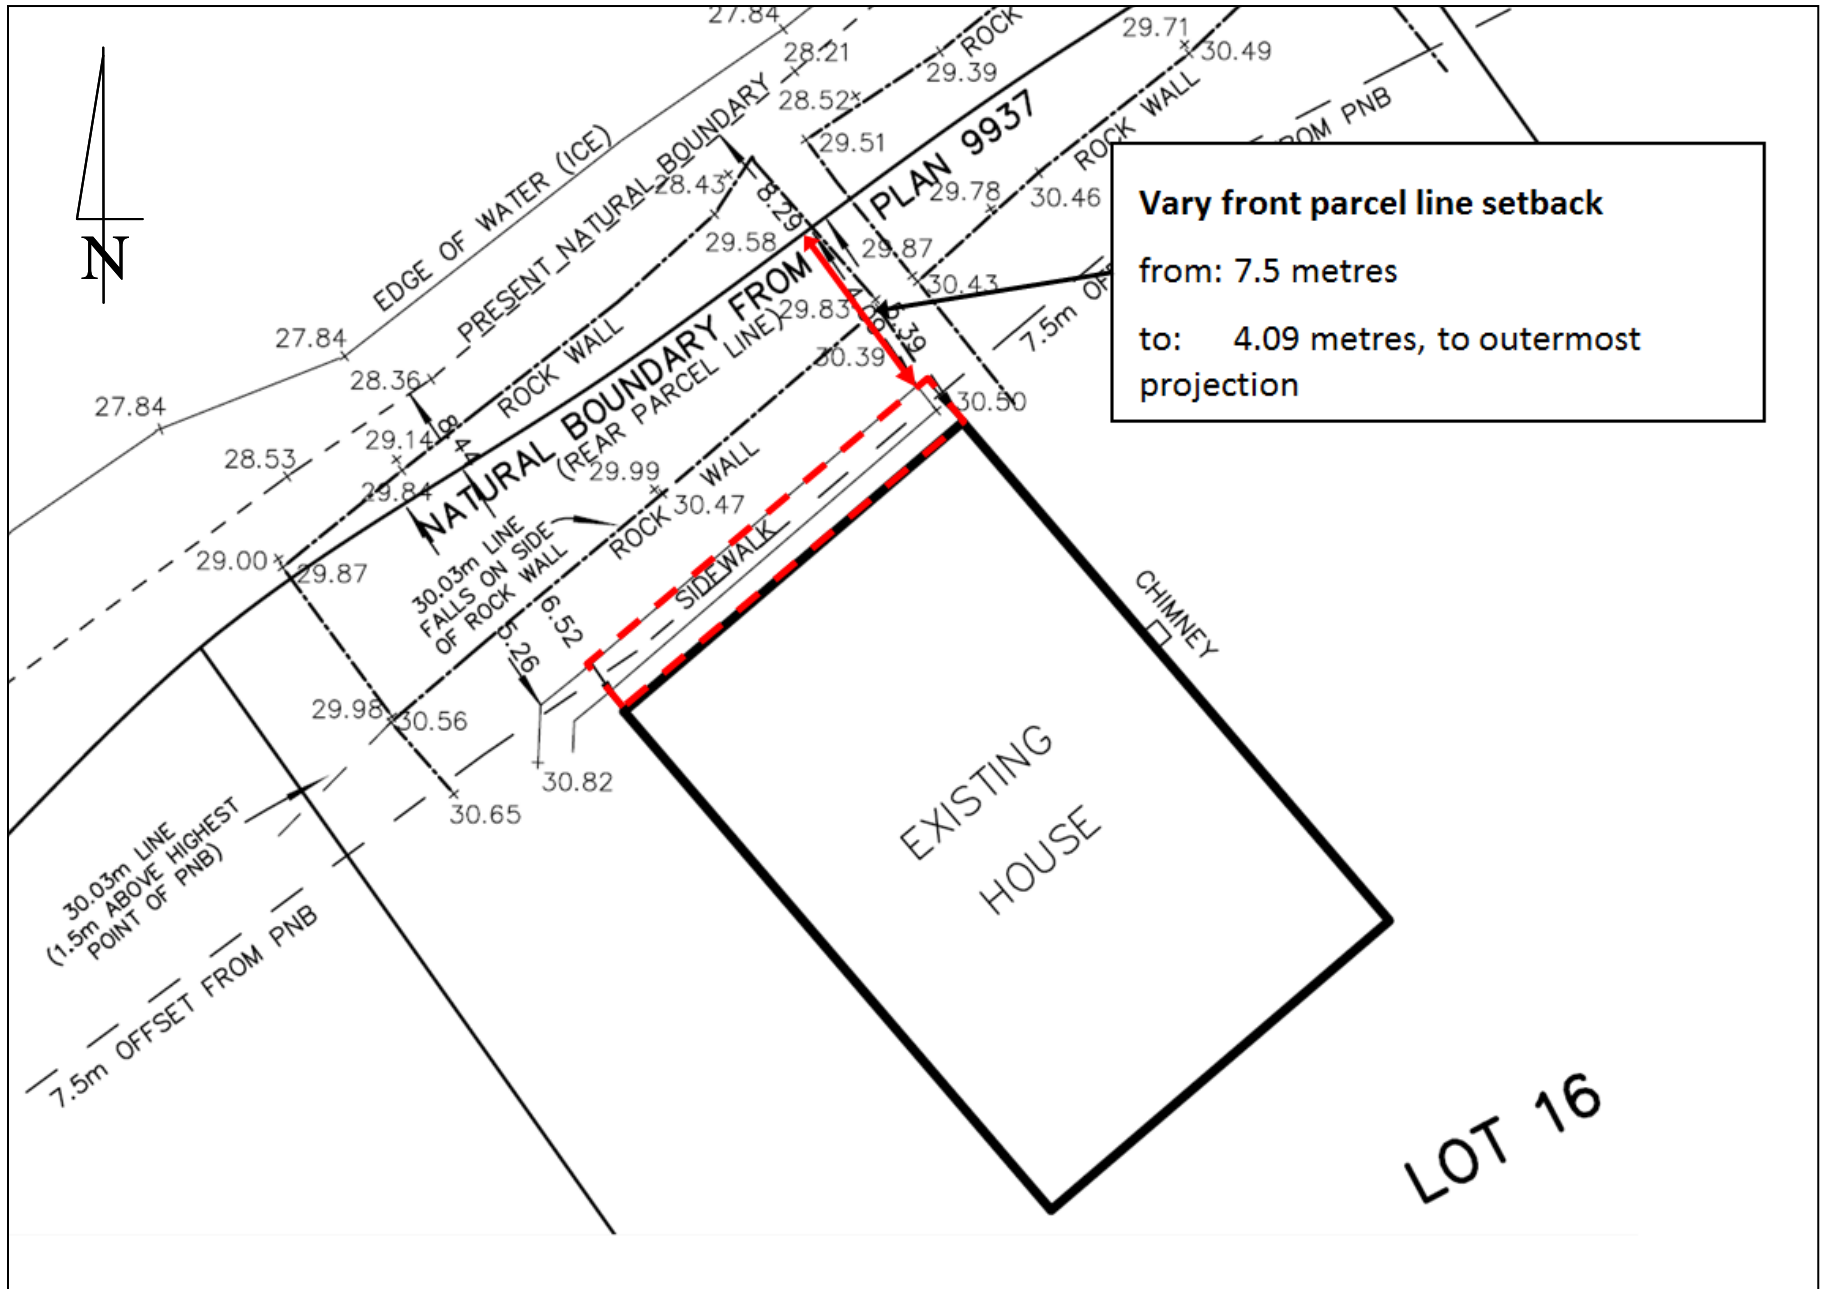 27.84
28.21
ROCK
29.39
29.71
30.49
28.52
29.51
ROCK WALL
PLAN 9937
EDGE OF WATER (ICE)
PRESENT NATURAL BOUNDARY
28.43
8.29
29.58
29.78
30.46
29.87
30.43
29.83
5.39
30.39
30.50
7.5m
OM PNB
Vary front parcel line setback
from: 7.5 metres
to: 4.09 metres, to outermost
projection
N
27.84
28.36
ROCK WALL
NATURAL BOUNDARY FROM
(REAR PARCEL LINE)
27.84
28.53
29.14
8.44
29.84
29.99
30.47
ROCK WALL
29.00
29.87
30.03m LINE
FALLS ON SIDE
OF ROCK WALL
SIDEWALK
6.52
5.26
29.98
30.56
30.82
30.65
CHIMNEY
30.03m LINE
(1.5m ABOVE HIGHEST
POINT OF PNB)
7.5m OFFSET FROM PNB
EXISTING
HOUSE
LOT 16